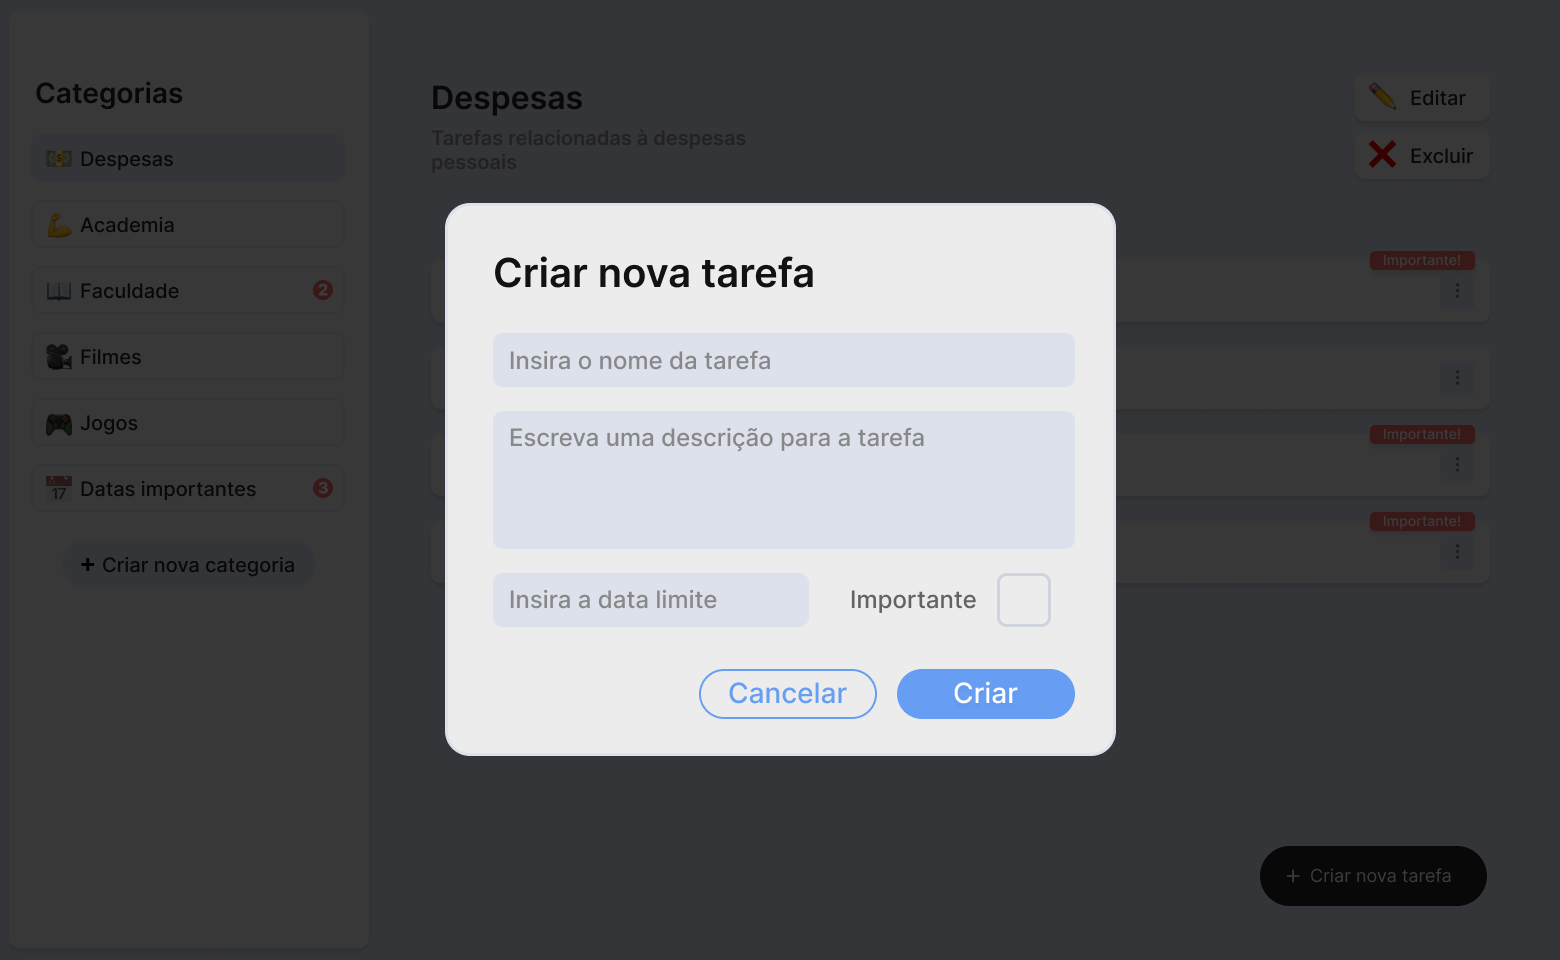 Categorias
Despesas
Academia
Faculdade 2
Filmes
Jogos
17 Datas importantes 3
+ Criar nova categoria
Despesas
Tarefas relacionadas à despesas
pessoais
Editar
Excluir
Importante!
Importante!
Importante!
Criar nova tarefa
Insira o nome da tarefa
Escreva uma descrição para a tarefa
Insira a data limite
Importante
Cancelar
Criar
+ Criar nova tarefa